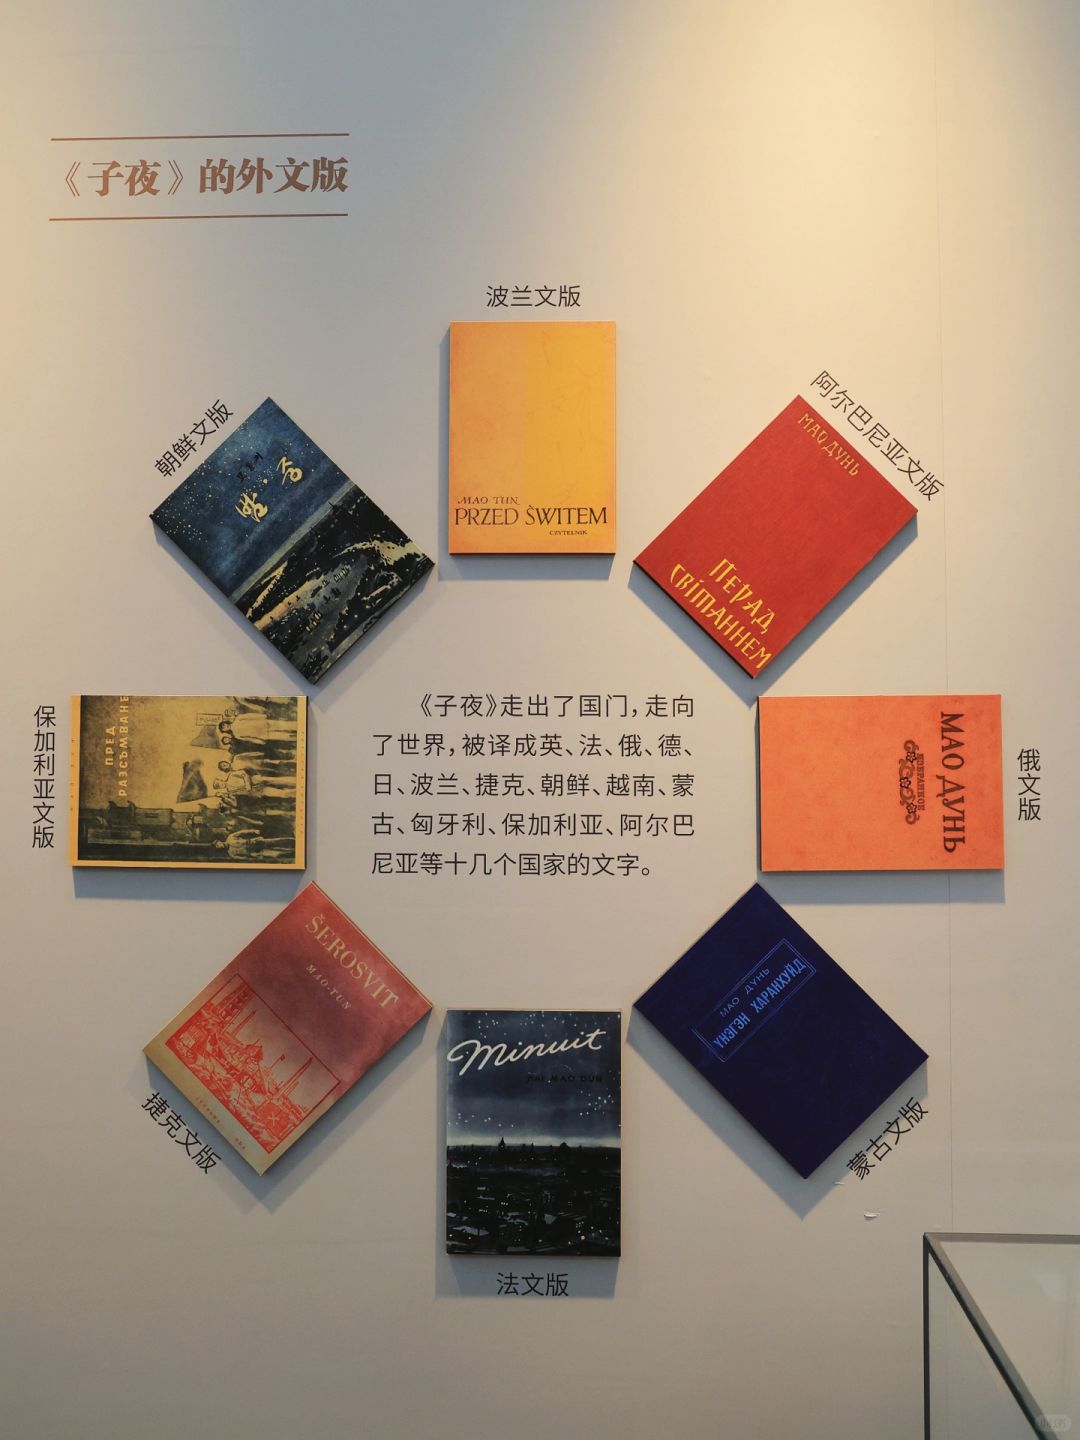 《子夜》的外文版
波兰文版
MAO TUN
PRZED ŚWITEM
CZYTELNIK
阿尔巴尼亚文版
МАО ДУНЬ
ПЕРАД
СВІТАННЕМ
俄文版
МАО ДУНЬ
ИЗБРАННОЕ
蒙古文版
МАО ДУНЬ
ҮНЭГЭН ХАРАНХУЙД
法文版
Minuit
par MAO DUN
捷克文版
ŠEROSVIT
MAO-TUN
保加利亚文版
ПРЕД
РАЗСЪМВАНЕ
朝鲜文版
밤·중
《子夜》走出了国门，走向
了世界，被译成英、法、俄、德、
日、波兰、捷克、朝鲜、越南、蒙
古、匈牙利、保加利亚、阿尔巴
尼亚等十几个国家的文字。